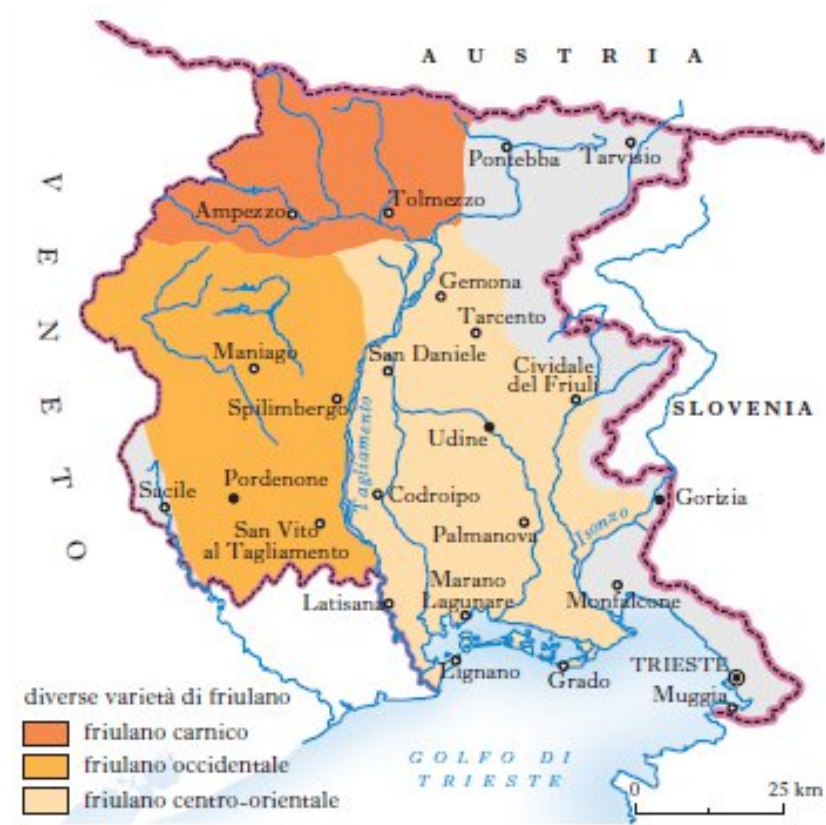 AUSTRIA
Pontebba
Tarvisio
VENETO
Ampezzo
Tolmezzo
Gemona
Tarcento
Maniago
San Daniele
Cividale
del Friuli
Spilimbergo
Tagliamento
Udine
SLOVENIA
Sacile
Pordenone
Codroipo
Gorizia
San Vito
al Tagliamento
Palmanova
Isonzo
Marano
Lagunare
Latisana
Monfalcone
Lignano
Grado
TRIESTE
Muggia
diverse varietà di friulano
friulano carnico
friulano occidentale
friulano centro-orientale
GOLFO DI
TRIESTE
0 25 km